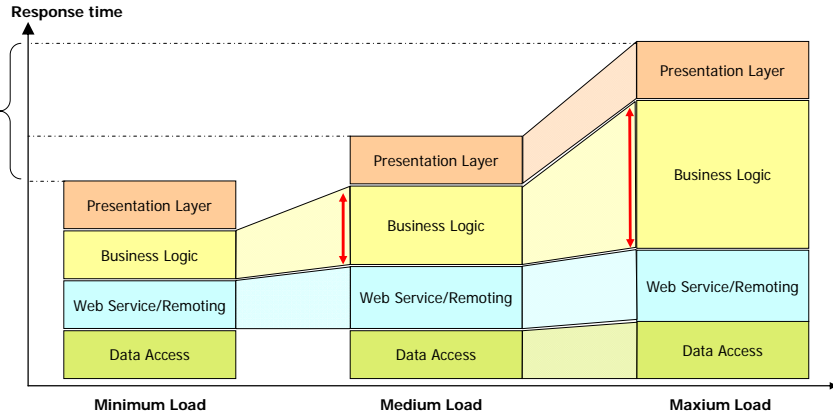 Response time
Presentation Layer
Business Logic
Web Service/Remoting
Data Access
Presentation Layer
Business Logic
Web Service/Remoting
Data Access
Presentation Layer
Business Logic
Web Service/Remoting
Data Access
Minimum Load
Medium Load
Maxium Load